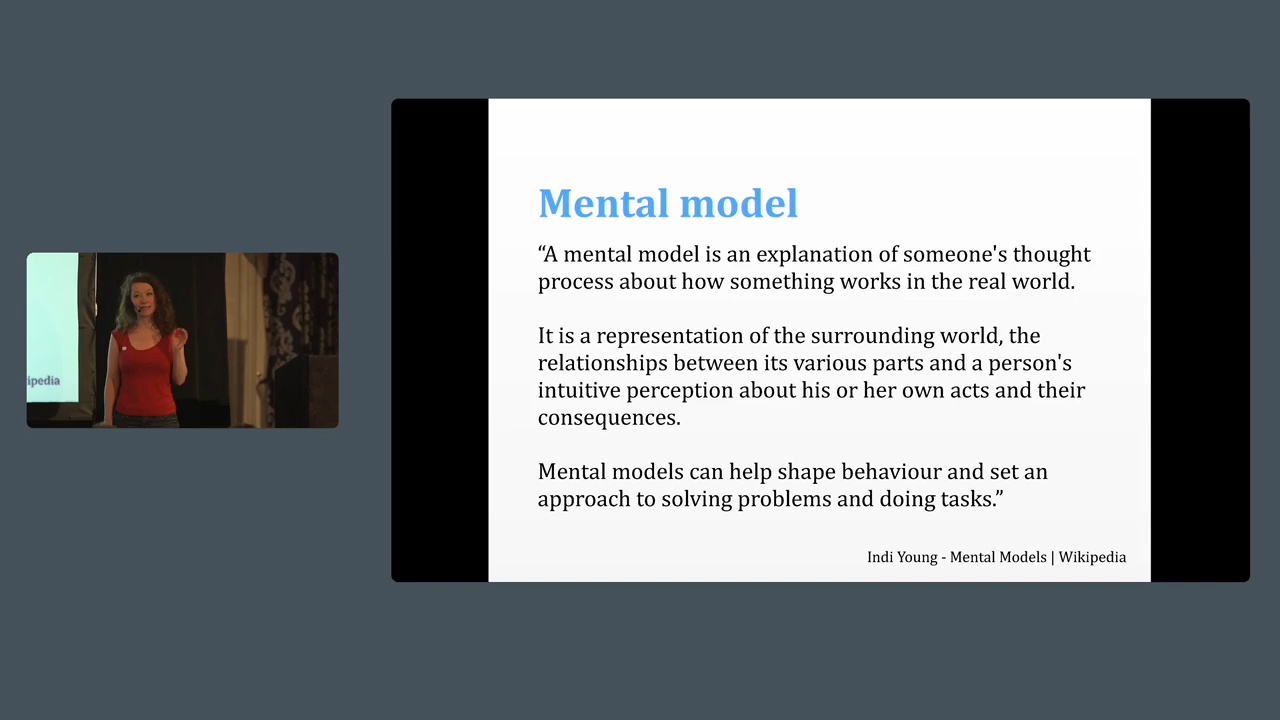 Mental model
“A mental model is an explanation of someone's thought
process about how something works in the real world.
It is a representation of the surrounding world, the
relationships between its various parts and a person's
intuitive perception about his or her own acts and their
consequences.
Mental models can help shape behaviour and set an
approach to solving problems and doing tasks.”
Indi Young - Mental Models | Wikipedia
ipedia